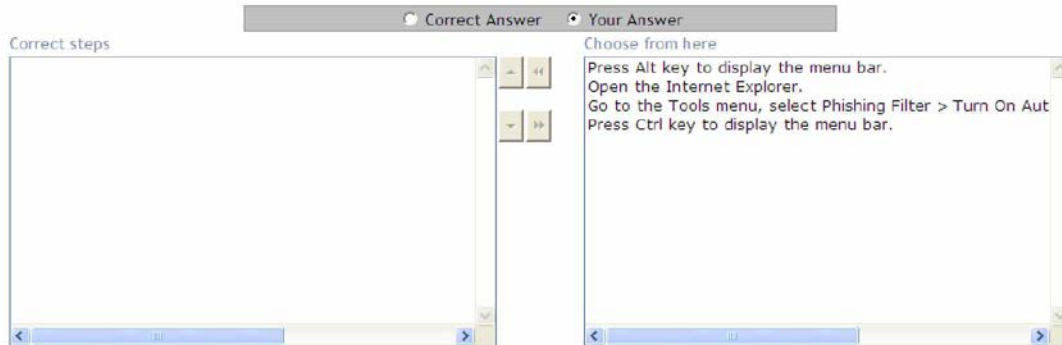 Correct Answer Your Answer
Correct steps
Choose from here
Press Alt key to display the menu bar.
Open the Internet Explorer.
Go to the Tools menu, select Phishing Filter > Turn On Aut
Press Ctrl key to display the menu bar.